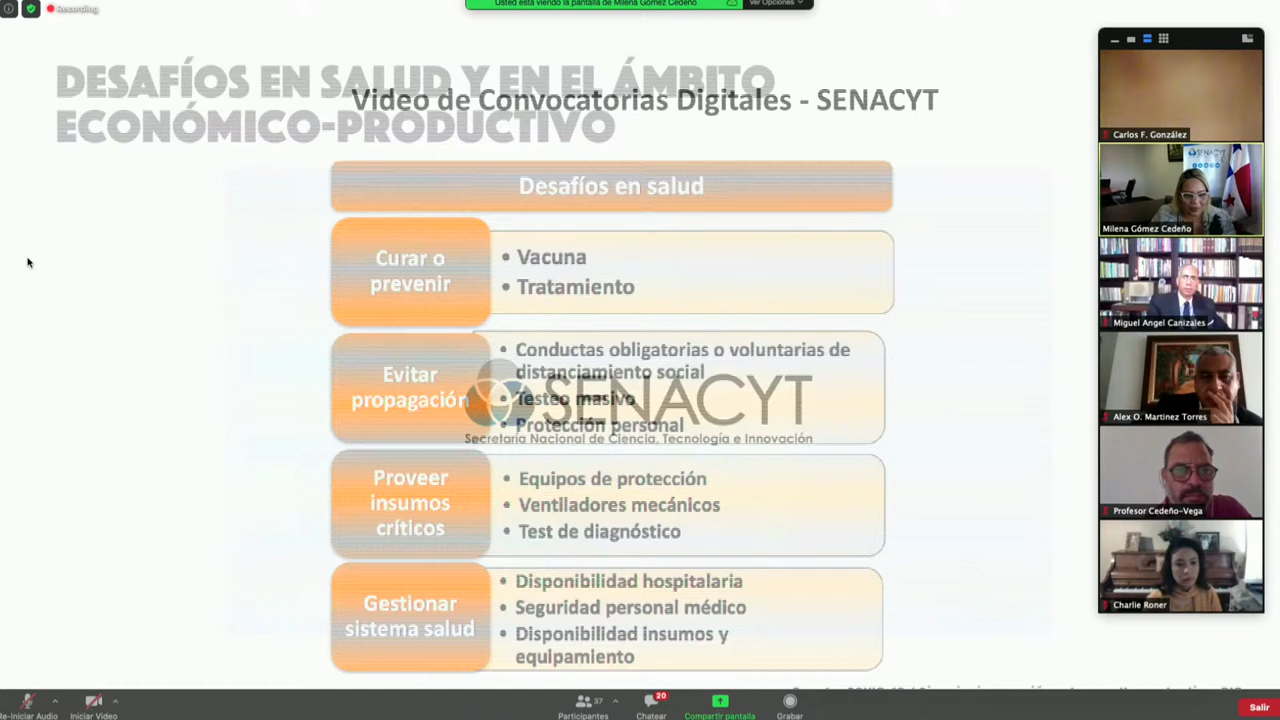 Recording
Usted está viendo la pantalla de Milena Gómez Cedeño
Ver Opciones
DESAFÍOS EN SALUD Y EN EL ÁMBITO
ECONÓMICO-PRODUCTIVO
Video de Convocatorias Digitales - SENACYT
Desafíos en salud
Curar o
prevenir
• Vacuna
• Tratamiento
Evitar
propagación
• Conductas obligatorias o voluntarias de
distanciamiento social
• Testeo masivo
• Protección personal
SENACYT
Secretaría Nacional de Ciencia, Tecnología e Innovación
Proveer
insumos
críticos
• Equipos de protección
• Ventiladores mecánicos
• Test de diagnóstico
Gestionar
sistema salud
• Disponibilidad hospitalaria
• Seguridad personal médico
• Disponibilidad insumos y
equipamiento
Carlos F. González
SENACYT
Milena Gómez Cedeño
Miguel Angel Canizales
Alex O. Martinez Torres
Profesor Cedeño-Vega
Charlie Roner
Re-Iniciar Audio
Iniciar Video
37
Participantes
20
Chatear
Compartir pantalla
Grabar
Salir